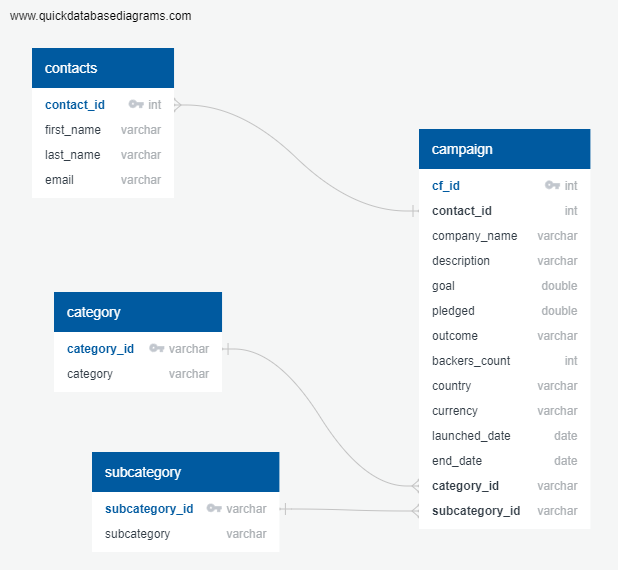 www.quickdatabasediagrams.com
contacts
contact_id int
first_name varchar
last_name varchar
email varchar
campaign
cf_id int
contact_id int
company_name varchar
description varchar
goal double
pledged double
outcome varchar
backers_count int
country varchar
currency varchar
launched_date date
end_date date
category_id varchar
subcategory_id varchar
category
category_id varchar
category varchar
subcategory
subcategory_id varchar
subcategory varchar